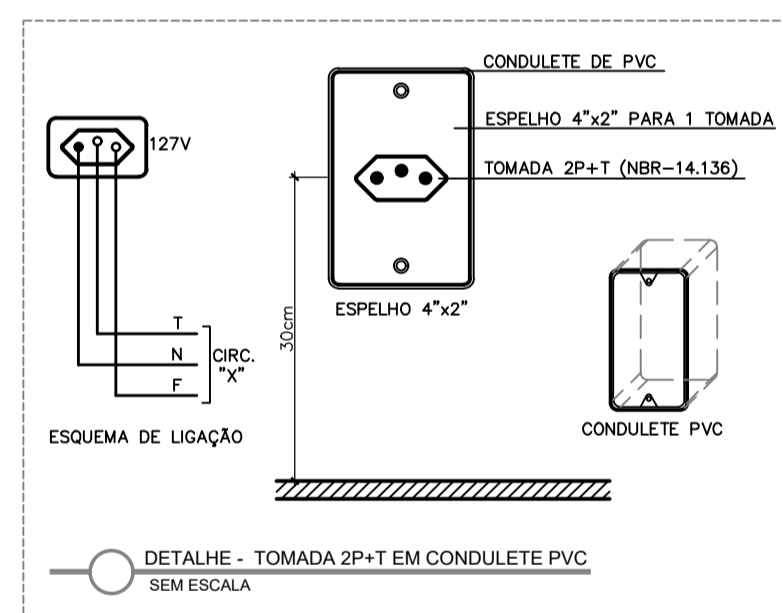 CONDULETE DE PVC
ESPELHO 4"x2" PARA 1 TOMADA
127V
TOMADA 2P+T (NBR-14.136)
ESPELHO 4"x2"
30cm
T
N
F
CIRC.
"X"
ESQUEMA DE LIGAÇÃO
CONDULETE PVC
DETALHE - TOMADA 2P+T EM CONDULETE PVC
SEM ESCALA